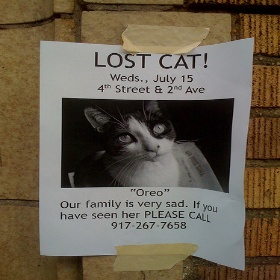 LOST CAT!
Weds., July 15
4th Street & 2nd Ave
"Oreo"
Our family is very sad. If you
have seen her PLEASE CALL
917-267-7658